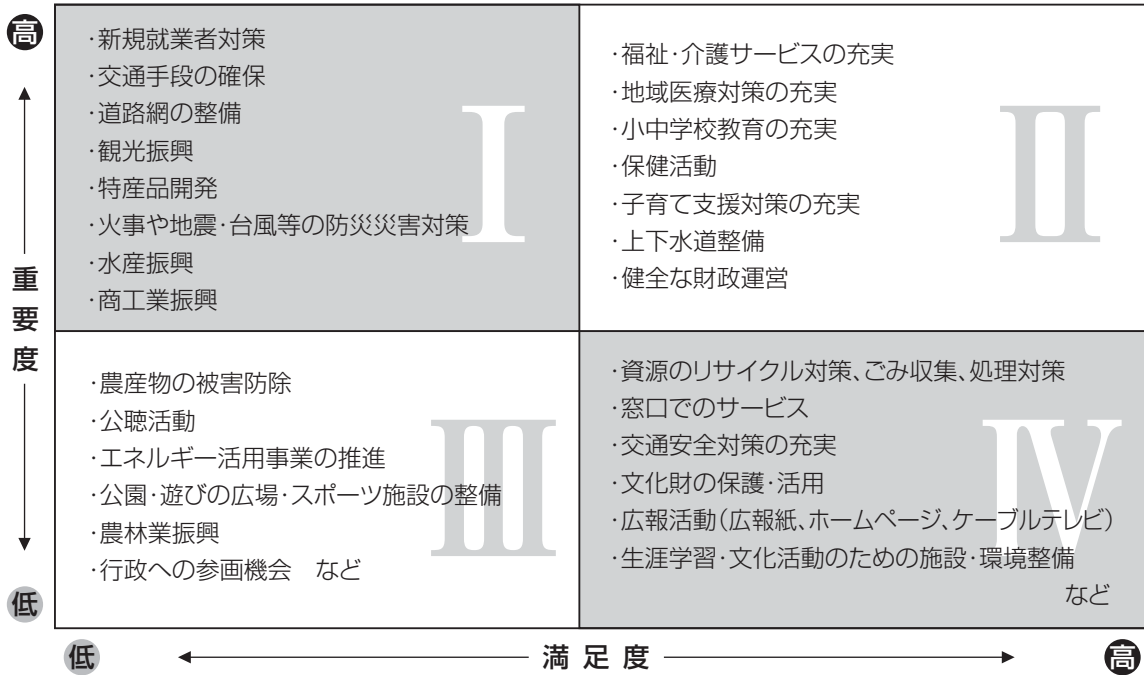 高
重要度
低
・新規就業者対策
・交通手段の確保
・道路網の整備
・観光振興
・特産品開発
・火事や地震・台風等の防災災害対策
・水産振興
・商工業振興
Ⅰ
・福祉・介護サービスの充実
・地域医療対策の充実
・小中学校教育の充実
・保健活動
・子育て支援対策の充実
・上下水道整備
・健全な財政運営
Ⅱ
・農産物の被害防除
・公聴活動
・エネルギー活用事業の推進
・公園・遊びの広場・スポーツ施設の整備
・農林業振興
・行政への参画機会　など
Ⅲ
・資源のリサイクル対策、ごみ収集、処理対策
・窓口でのサービス
・交通安全対策の充実
・文化財の保護・活用
・広報活動（広報紙、ホームページ、ケーブルテレビ）
・生涯学習・文化活動のための施設・環境整備
など
Ⅳ
低
満足度
高